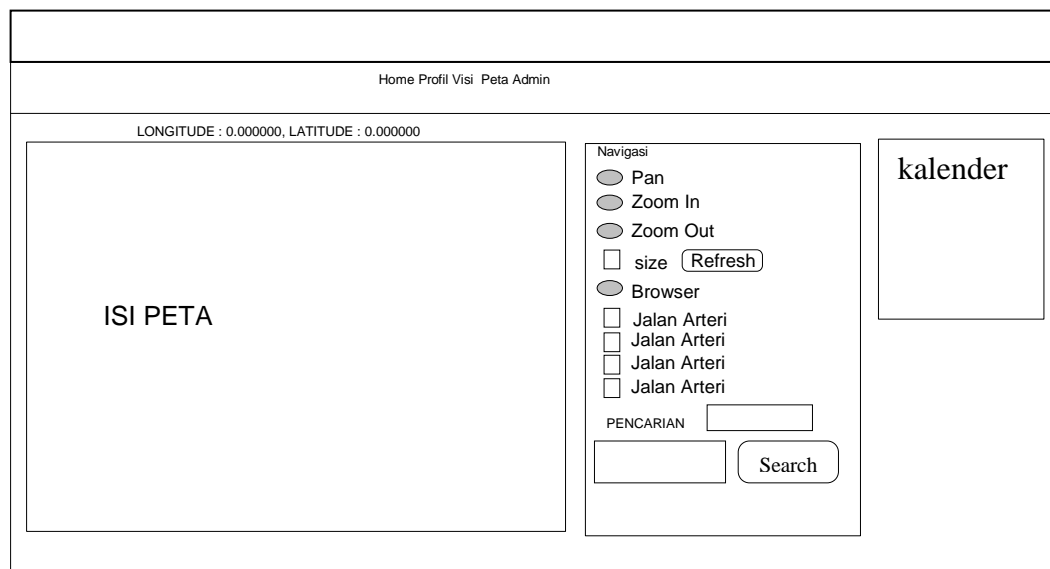 Home Profil Visi Peta Admin
LONGITUDE : 0.000000, LATITUDE : 0.000000
ISI PETA
Navigasi
Pan
Zoom In
Zoom Out
size Refresh
Browser
Jalan Arteri
Jalan Arteri
Jalan Arteri
Jalan Arteri
PENCARIAN
Search
kalender